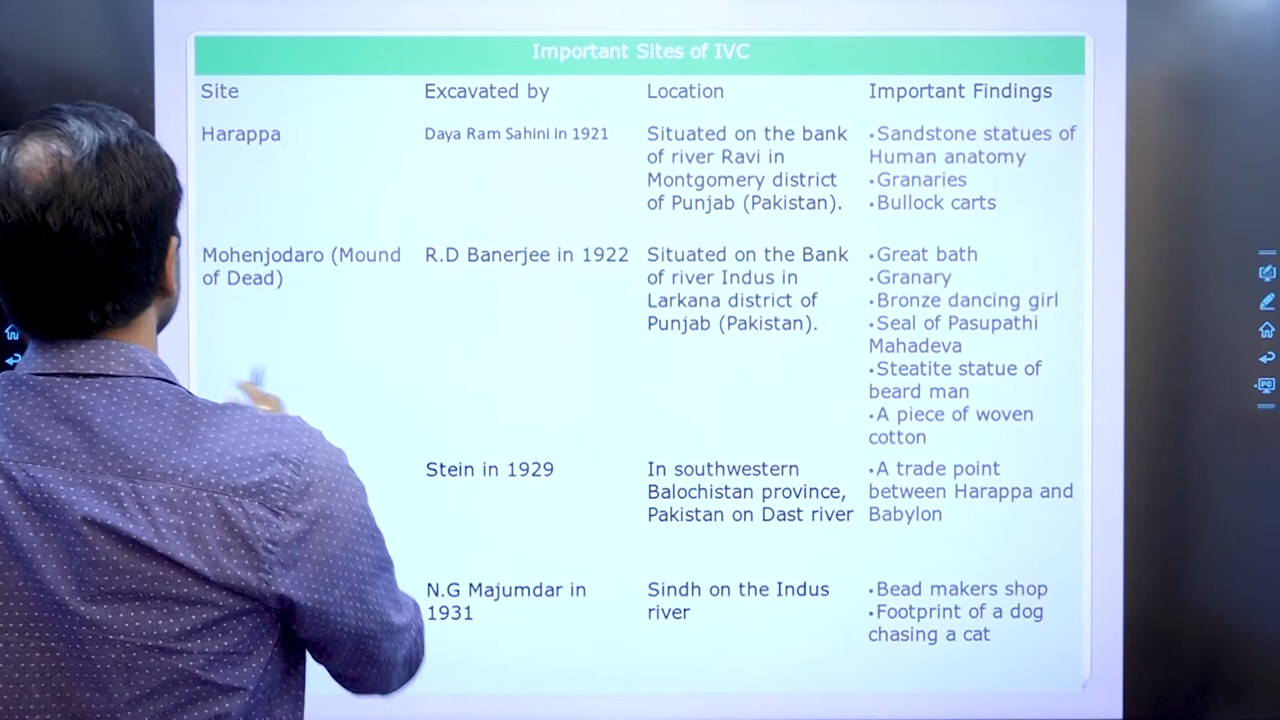 Important Sites of IVC
Site
Excavated by
Location
Important Findings
Harappa
Daya Ram Sahini in 1921
Situated on the bank
of river Ravi in
Montgomery district
of Punjab (Pakistan).
•Sandstone statues of
Human anatomy
•Granaries
•Bullock carts
Mohenjodaro (Mound
of Dead)
R.D Banerjee in 1922
Situated on the Bank
of river Indus in
Larkana district of
Punjab (Pakistan).
•Great bath
•Granary
•Bronze dancing girl
•Seal of Pasupathi
Mahadeva
•Steatite statue of
beard man
•A piece of woven
cotton
Stein in 1929
In southwestern
Balochistan province,
Pakistan on Dast river
•A trade point
between Harappa and
Babylon
N.G Majumdar in
1931
Sindh on the Indus
river
•Bead makers shop
•Footprint of a dog
chasing a cat
PC